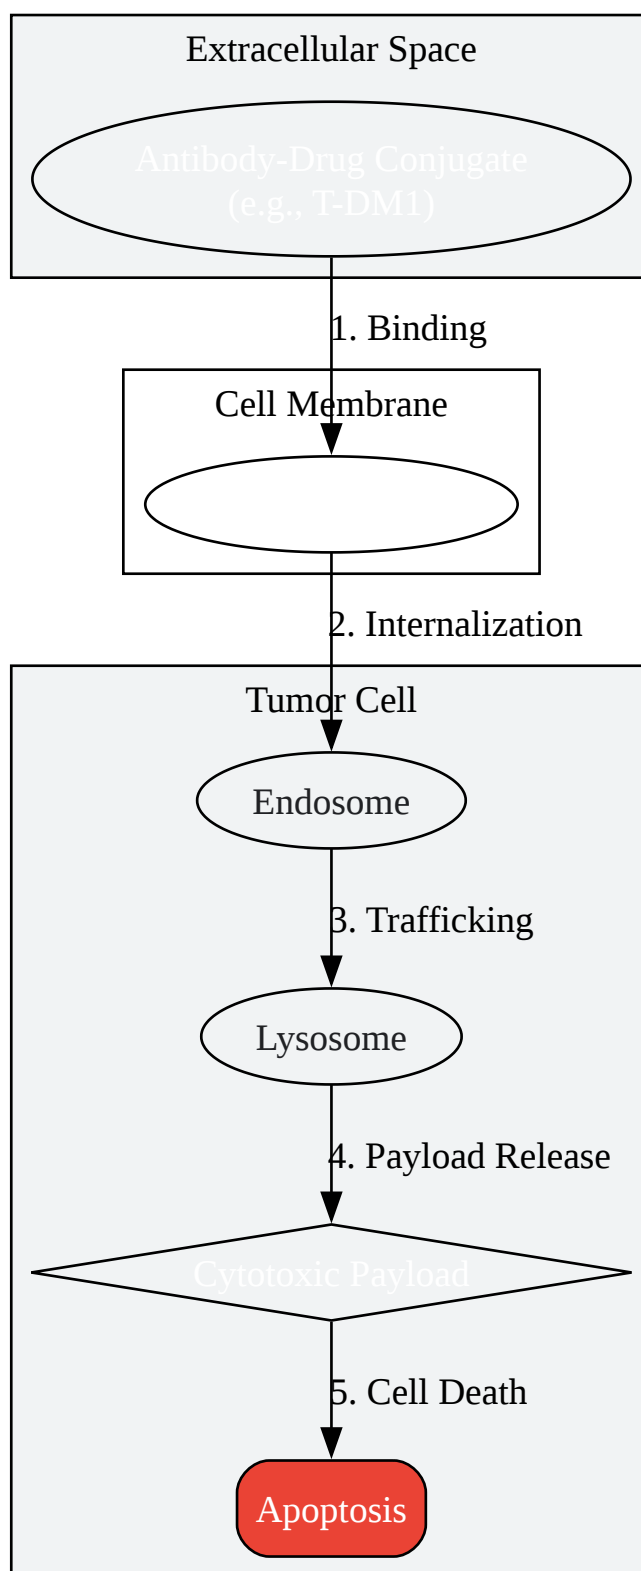 Extracellular Space
Antibody-Drug Conjugate
(e.g., T-DM1)
1. Binding
Cell Membrane
2. Internalization
Tumor Cell
Endosome
3. Trafficking
Lysosome
4. Payload Release
Cytotoxic Payload
5. Cell Death
Apoptosis